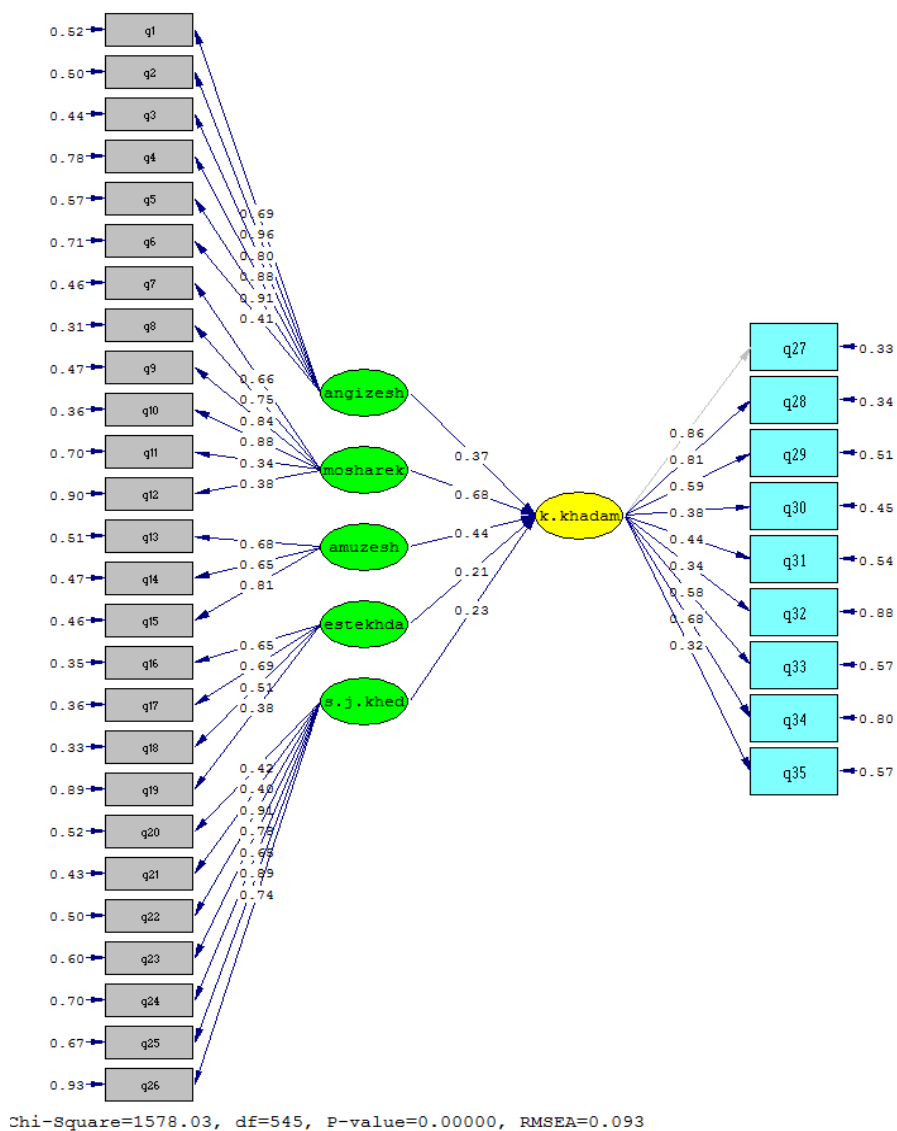 0.52 q1
0.50 q2
0.44 q3
0.78 q4
0.57 q5
0.71 q6
0.46 q7
0.31 q8
0.47 q9
0.36 q10
0.70 q11
0.90 q12
0.51 q13
0.47 q14
0.46 q15
0.35 q16
0.36 q17
0.33 q18
0.89 q19
0.52 q20
0.43 q21
0.50 q22
0.60 q23
0.70 q24
0.67 q25
0.93 q26
0.69
0.96
0.80
0.88
0.91
0.41
0.66
0.75
0.84
0.88
0.34
0.38
0.68
0.65
0.81
0.65
0.69
0.51
0.38
0.42
0.40
0.91
0.78
0.65
0.89
0.74
angizesh
mosharek
amuzesh
estekhda
s.j.khed
0.37
0.68
0.44
0.21
0.23
k.khadam
0.86
0.81
0.59
0.38
0.44
0.34
0.58
0.68
0.32
q27 0.33
q28 0.34
q29 0.51
q30 0.45
q31 0.54
q32 0.88
q33 0.57
q34 0.80
q35 0.57
Chi-Square=1578.03, df=545, P-value=0.00000, RMSEA=0.093